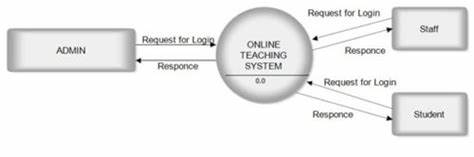 Request for Login
Staff
Request for Login
ONLINE
TEACHING
SYSTEM
ADMIN
Responce
Responce
0.0
Request for Login
Responce
Student